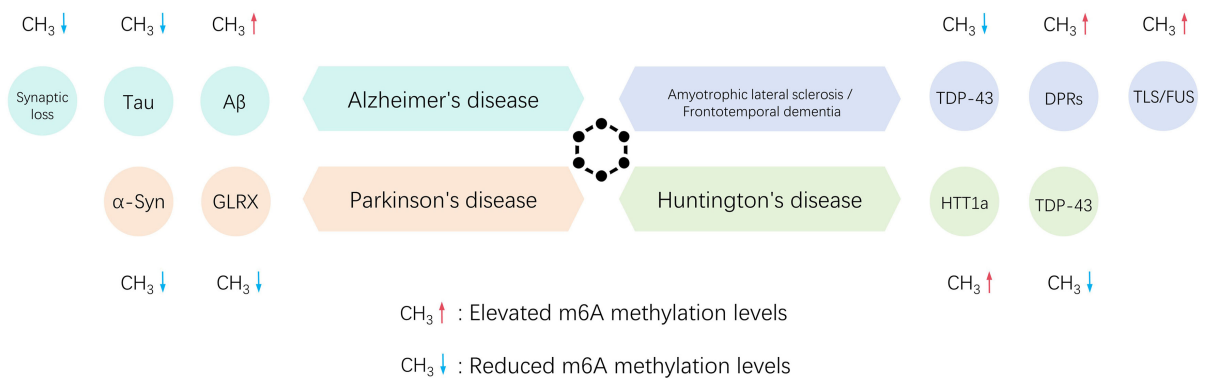 CH₃↓ CH₃↓ CH₃↑ CH₃↓ CH₃↑ CH₃↑
Synaptic
loss
Tau
Aβ
Alzheimer's disease
Amyotrophic lateral sclerosis /
Frontotemporal dementia
TDP-43
DPRs
TLS/FUS
α-Syn
GLRX
Parkinson's disease
Huntington's disease
HTT1a
TDP-43
CH₃↓ CH₃↓ CH₃↑ CH₃↓
CH₃↑ : Elevated m6A methylation levels
CH₃↓ : Reduced m6A methylation levels